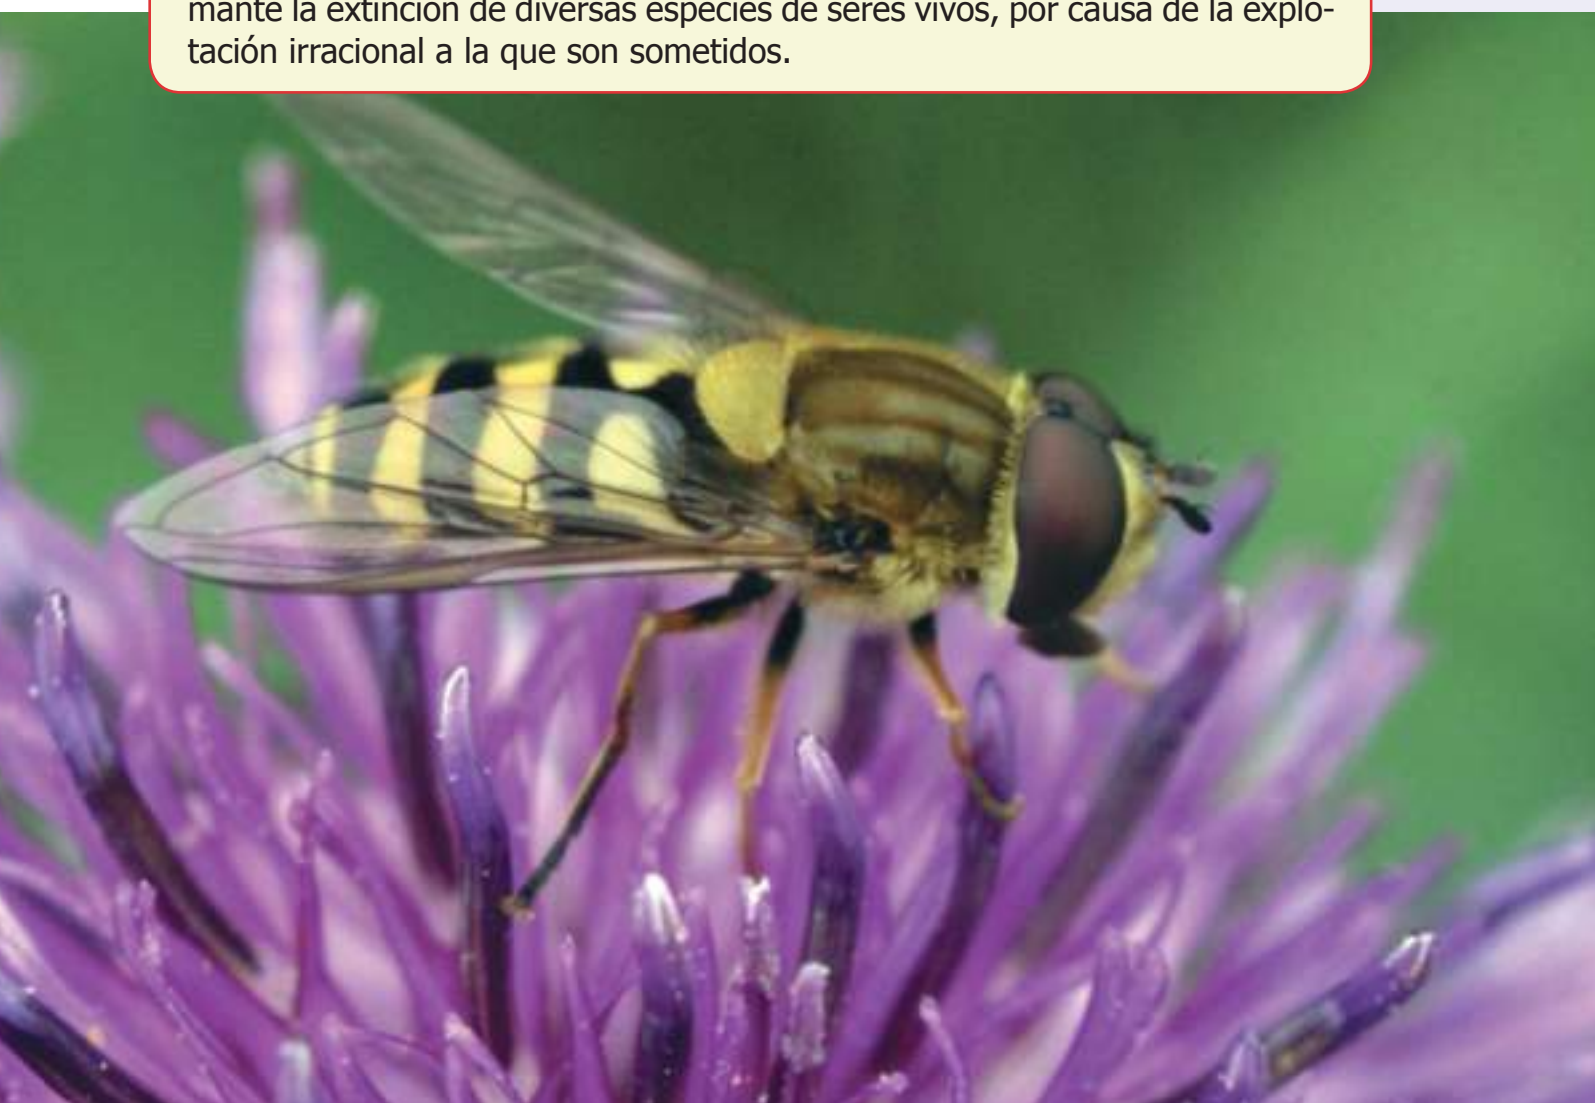 mante la extinción de diversas especies de seres vivos, por causa de la explo-
tación irracional a la que son sometidos.